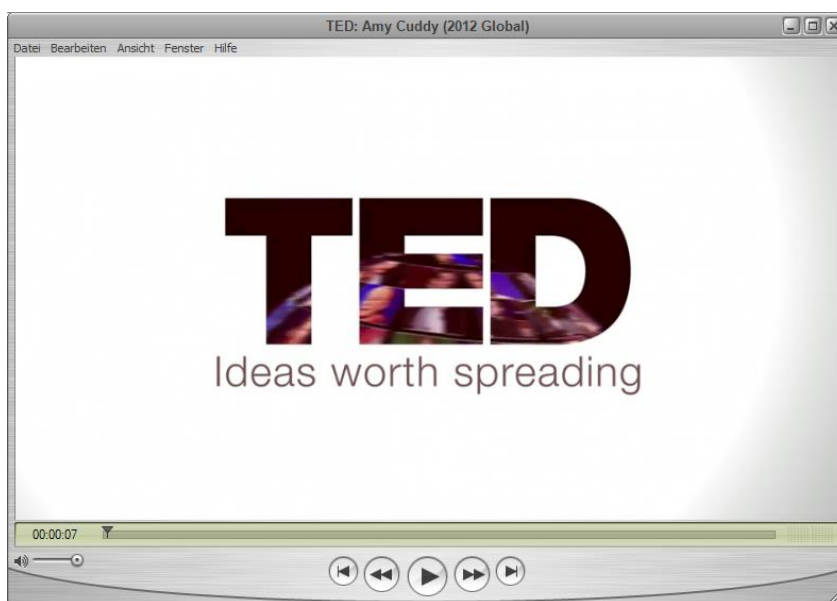 TED: Amy Cuddy (2012 Global)
Datei Bearbeiten Ansicht Fenster Hilfe
TED
Ideas worth spreading
00:00:07